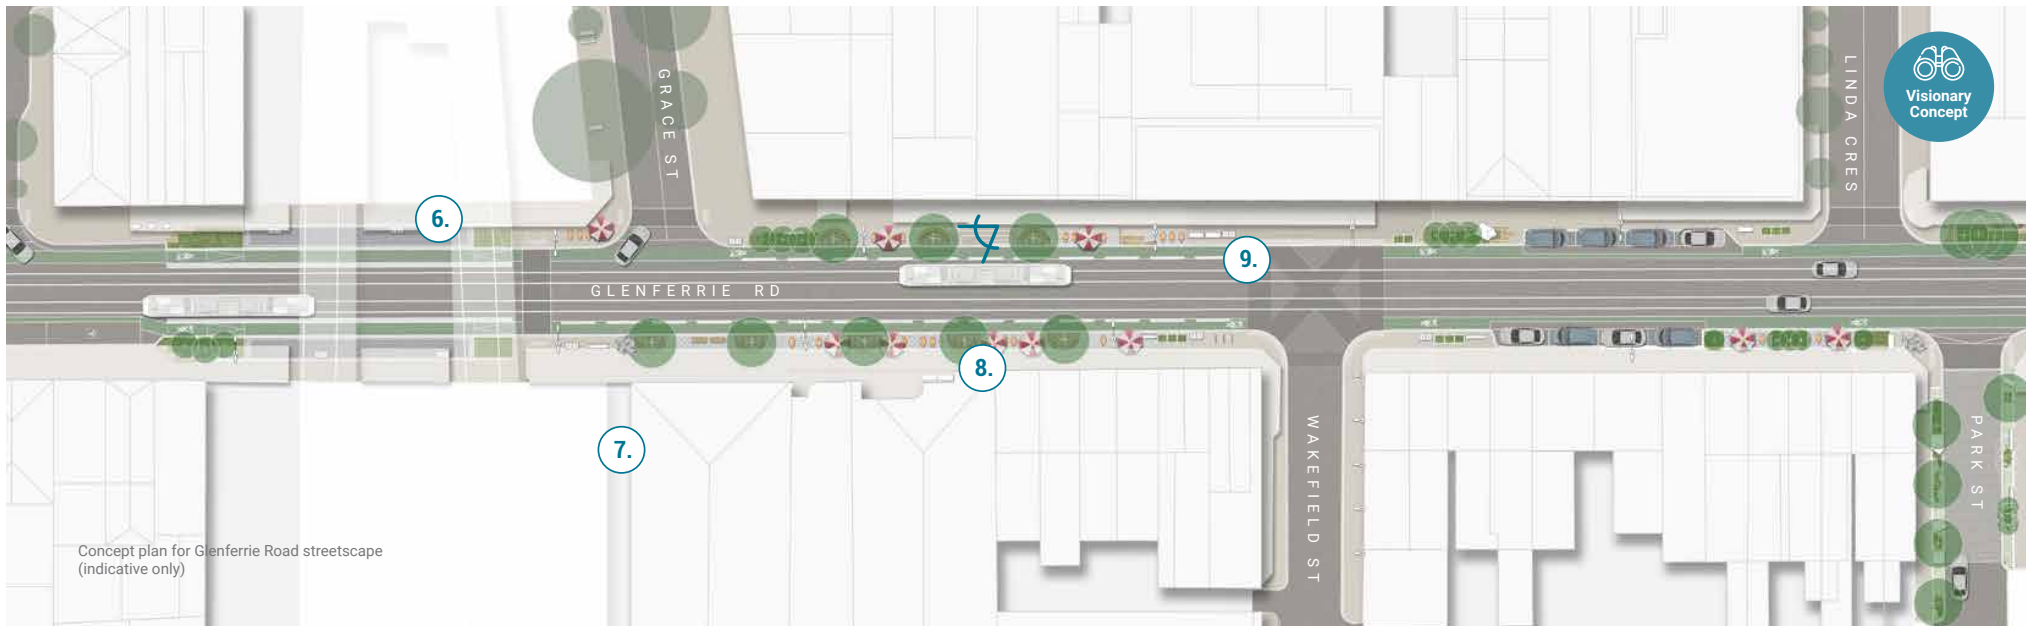 GRACE ST
LINDA CRES
Visionary
Concept
6.
9.
GLENFERRIE RD
8.
7.
WAKEFIELD ST
PARK ST
Concept plan for Glenferrie Road streetscape
(indicative only)